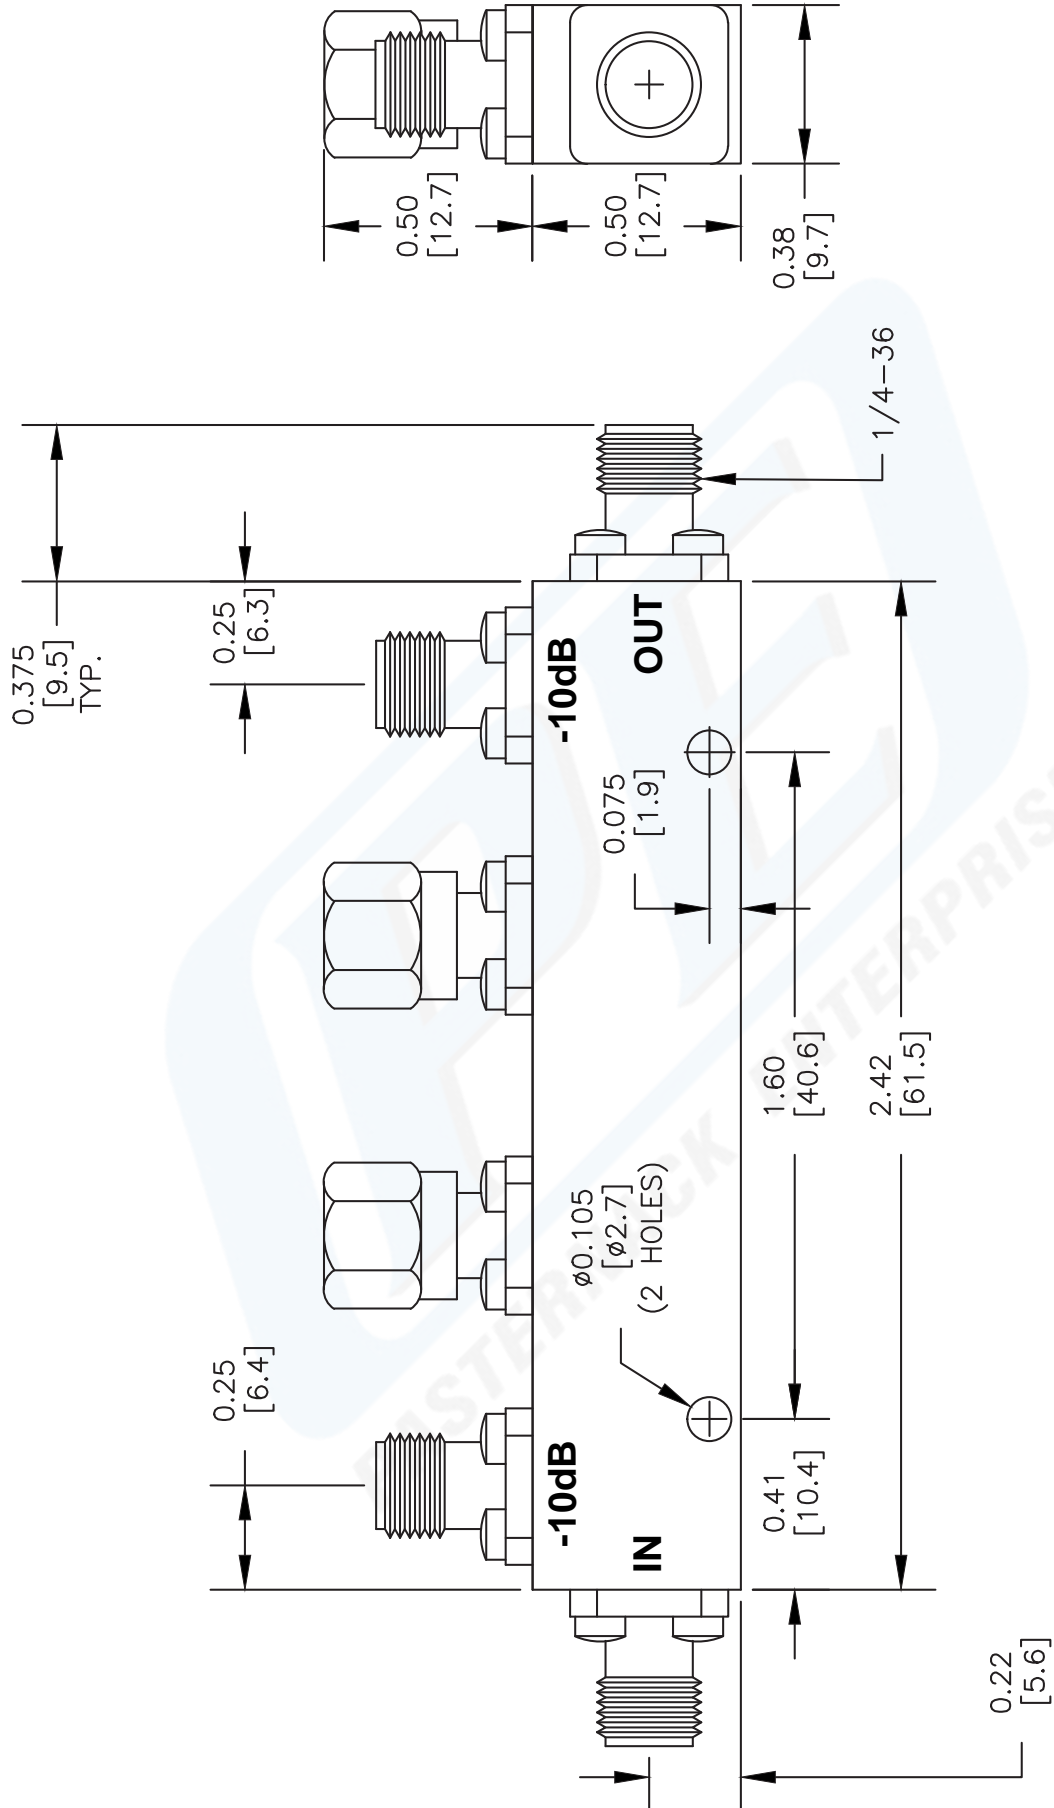 0.50
[12.7]
0.50
[12.7]
0.38
[9.7]
1/4-36
0.375
[9.5]
TYP.
0.25
[6.3]
-10dB
OUT
0.075
[1.9]
1.60
[40.6]
2.42
[61.5]
ø0.105
[ø2.7]
(2 HOLES)
0.25
[6.4]
-10dB
IN
0.41
[10.4]
0.22
[5.6]
PE
PASTERNACK ENTERPRIS